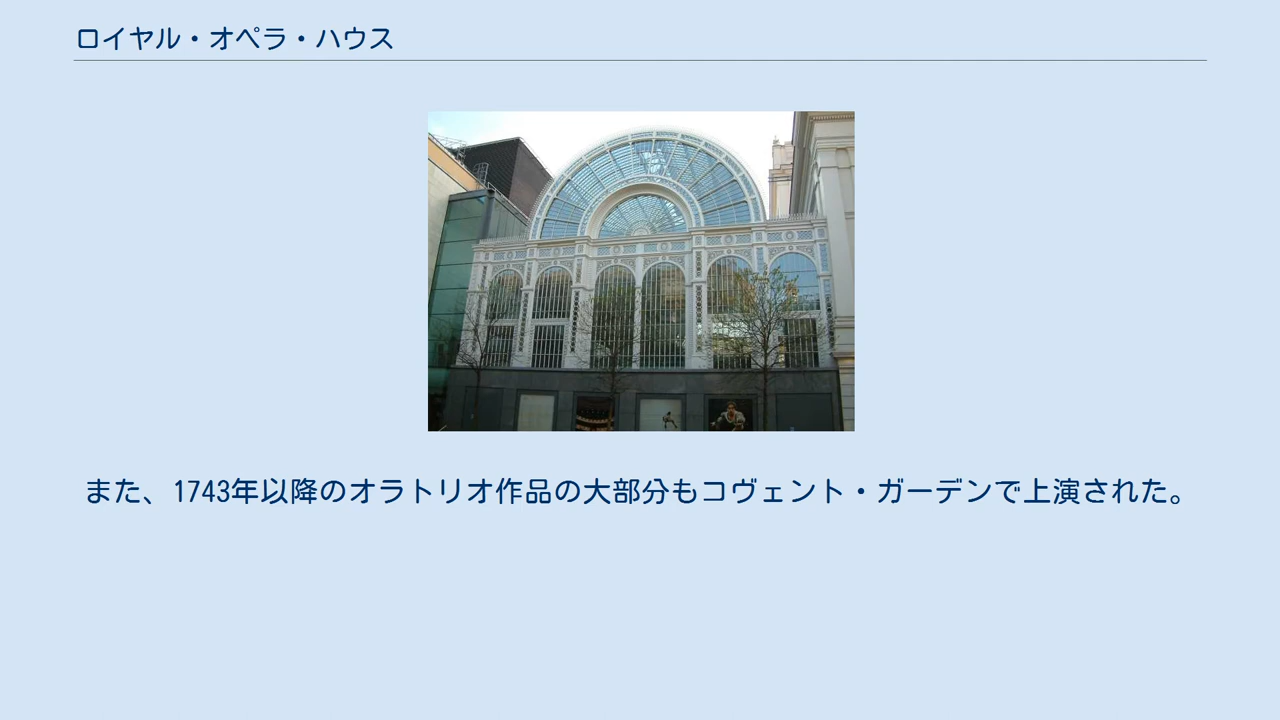 ロイヤル・オペラ・ハウス
また、1743年以降のオラトリオ作品の大部分もコヴェント・ガーデンで上演された。